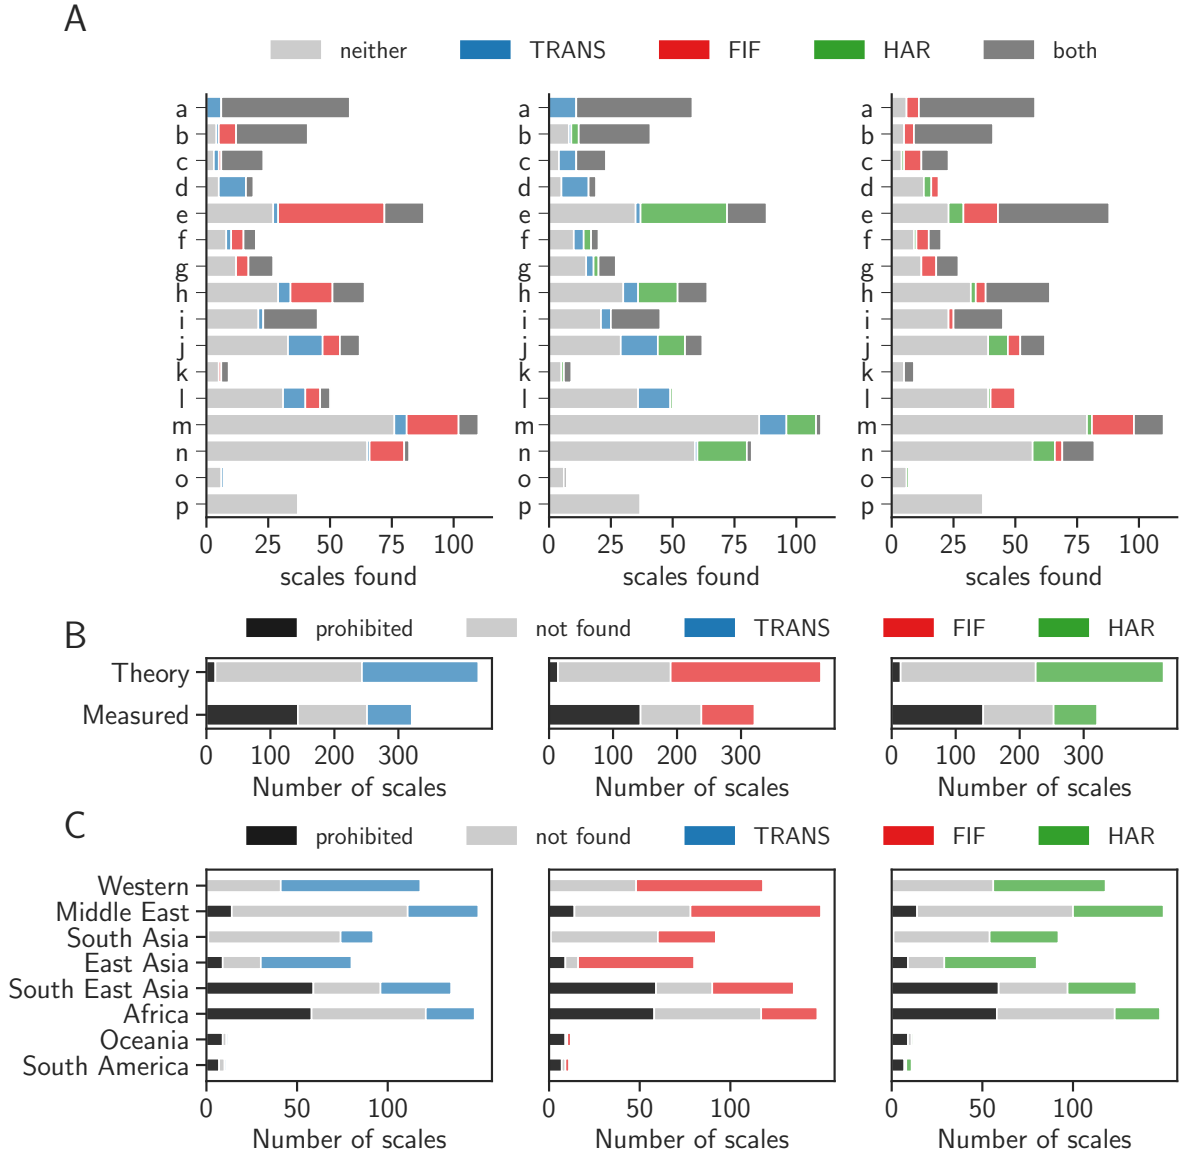 A
neither TRANS FIF HAR both
a a a
b b b
c c c
d d d
e e e
f f f
g g g
h h h
i i i
j j j
k k k
l l l
m m m
n n n
o o o
p p p
0 25 50 75 100 0 25 50 75 100 0 25 50 75 100
scales found scales found scales found
B
prohibited not found TRANS FIF HAR
Theory
Measured
0 100 200 300 0 100 200 300 0 100 200 300
Number of scales Number of scales Number of scales
C
prohibited not found TRANS FIF HAR
Western
Middle East
South Asia
East Asia
South East Asia
Africa
Oceania
South America
0 50 100 0 50 100 0 50 100
Number of scales Number of scales Number of scales